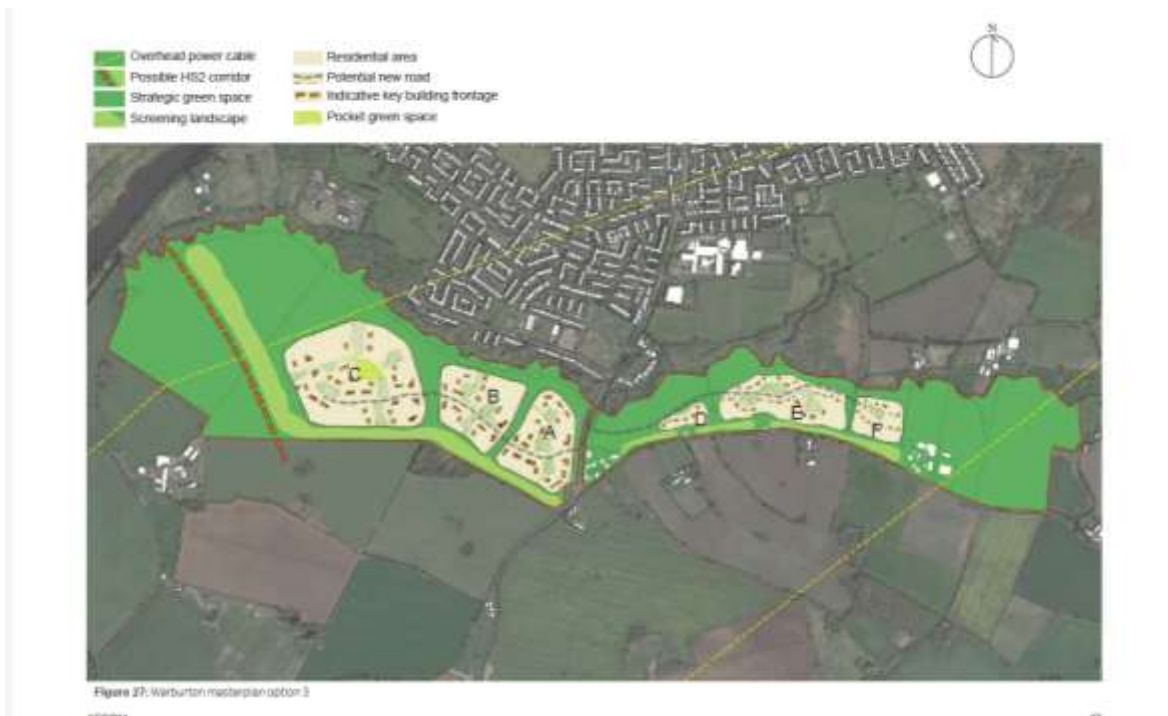 N
Overhead power cable
Possible HS2 corridor
Strategic green space
Screening landscape
Residential area
Potential new road
Indicative key building frontage
Pocket green space
C
B
A
D
E
F
Figure 27: Warburton masterplan option 3